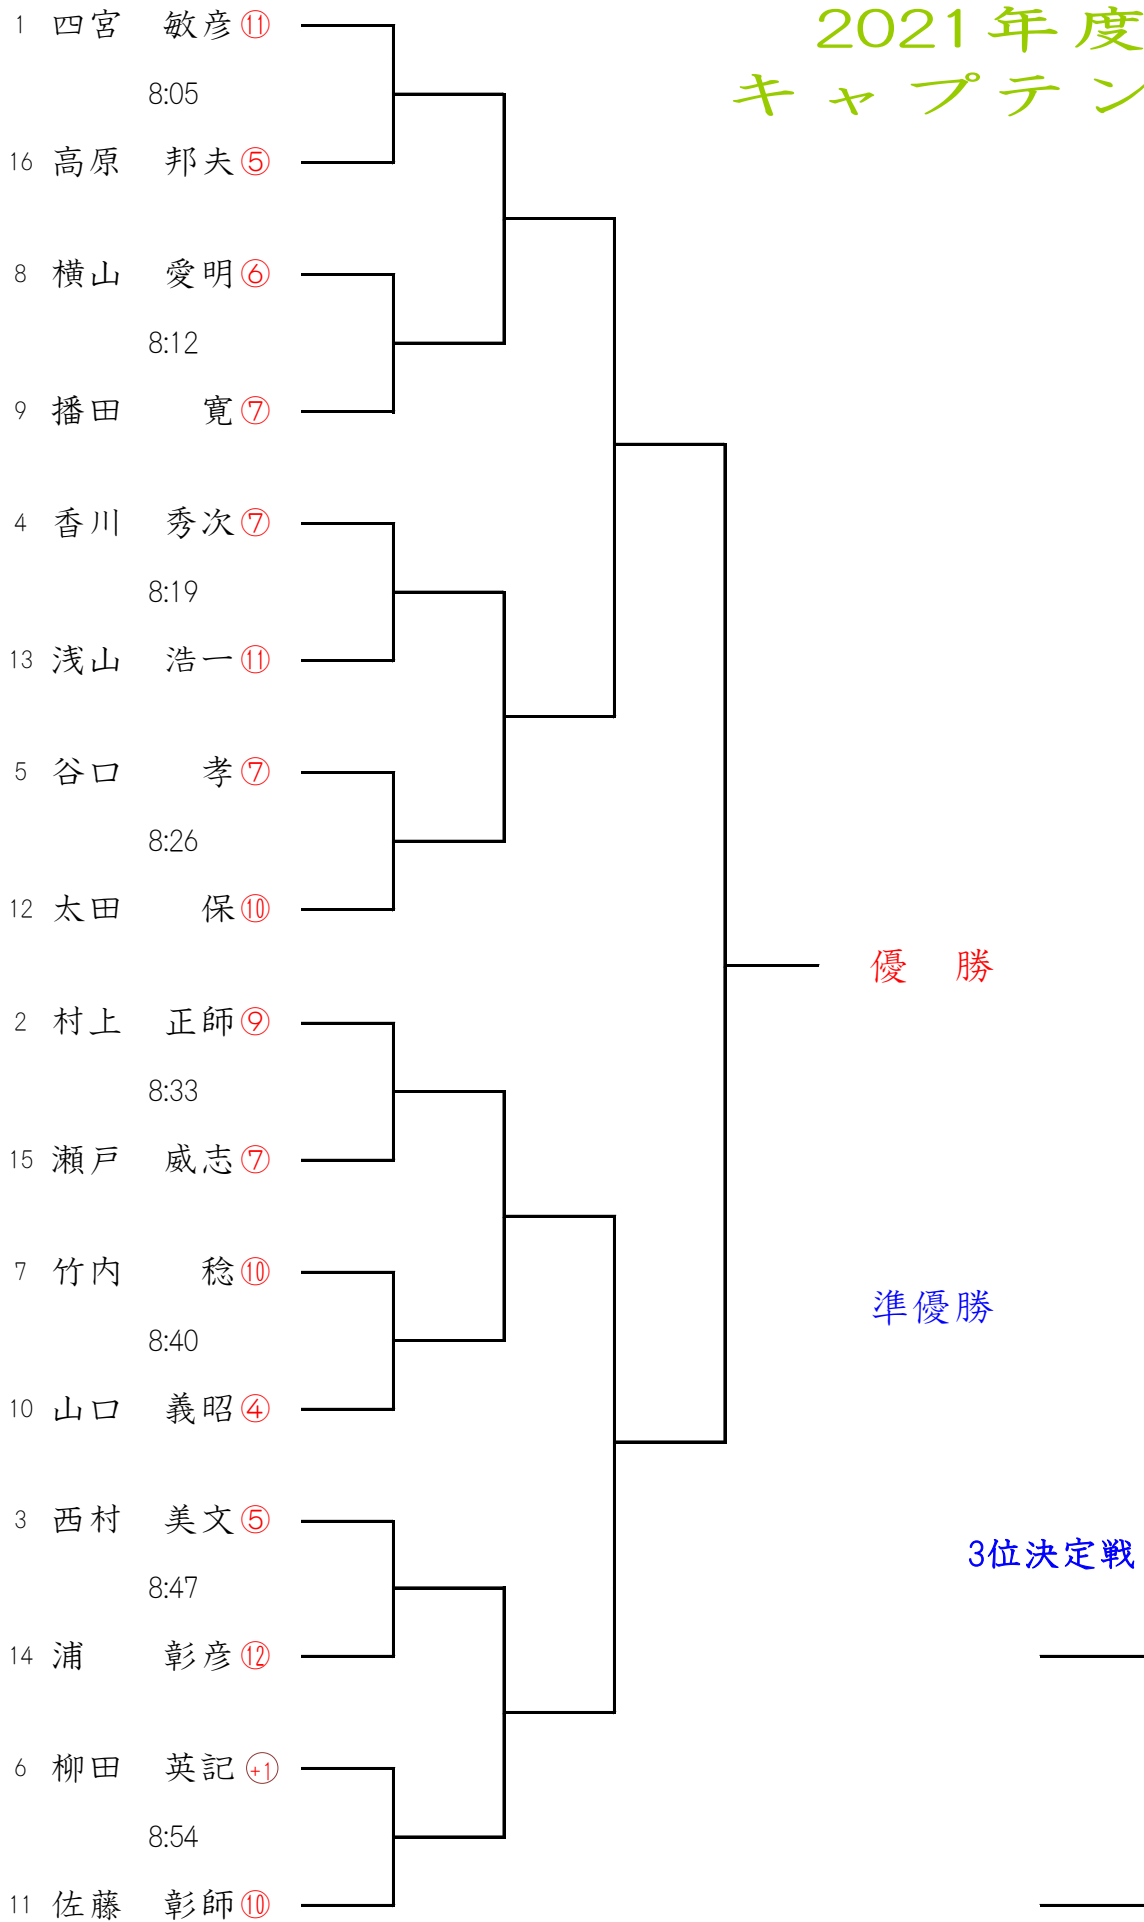 2021年度
キャプテン
1 四宮 敏彦⑪
8:05
16 高原 邦夫⑤
8 横山 愛明⑥
8:12
9 播田 寛⑦
4 香川 秀次⑦
8:19
13 浅山 浩一⑪
5 谷口 孝⑦
8:26
12 太田 保⑩
優 勝
2 村上 正師⑨
8:33
15 瀬戸 威志⑦
7 竹内 稔⑩
準優勝
8:40
10 山口 義昭④
3 西村 美文⑤
3位決定戦
8:47
14 浦 彰彦⑫
6 柳田 英記+1
8:54
11 佐藤 彰師⑩